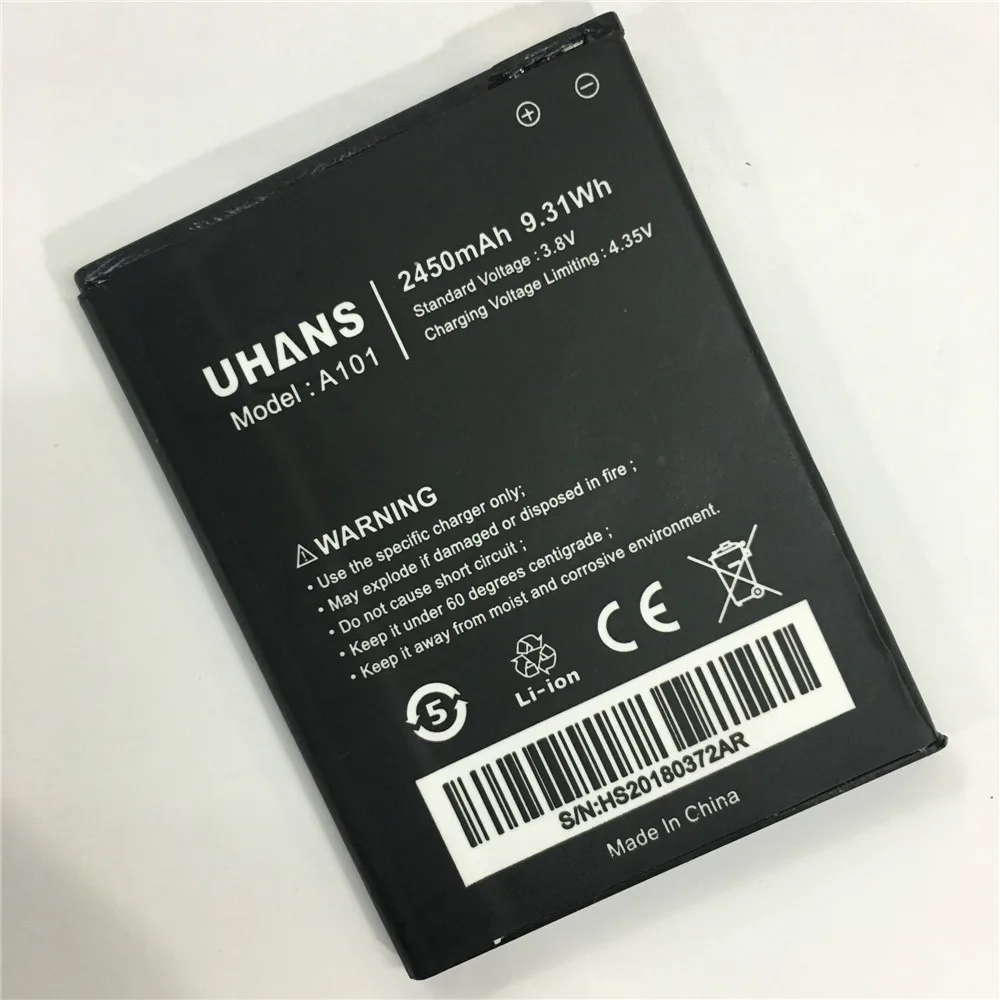 ⊕ ⊖
UHANS
Model : A101
2450mAh 9.31Wh
Standard Voltage : 3.8V
Charging Voltage Limiting : 4.35V
⚠WARNING
• Use the specific charger only;
• May explode if damaged or disposed in fire ;
• Do not cause short circuit ;
• Keep it under 60 degrees centigrade ;
• Keep it away from moist and corrosive environment.
5
Li-ion
CE
S/N:HS20180372AR
Made In China